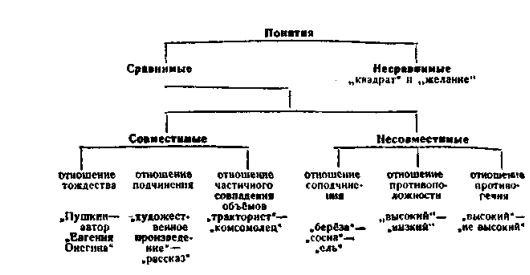 Понятия
Сравнимые
Несравнимые
„квадрат“ и „желание“
Совместимые
Несовместимые
отношение
тождества
„Пушкин—
автор
„Евгения
Онегина“
отношение
подчинения
„художест-
венное
произведе-
ние“—
„рассказ“
отношение
частичного
совпадения
объёмов
„тракторист“—
„комсомолец“
отношение
соподчине-
ния
„берёза“—
„сосна“—
„ель“
отношение
противопо-
ложности
„высокий“—
„низкий“
отношение
противо-
речия
„высокий“—
„не высокий“